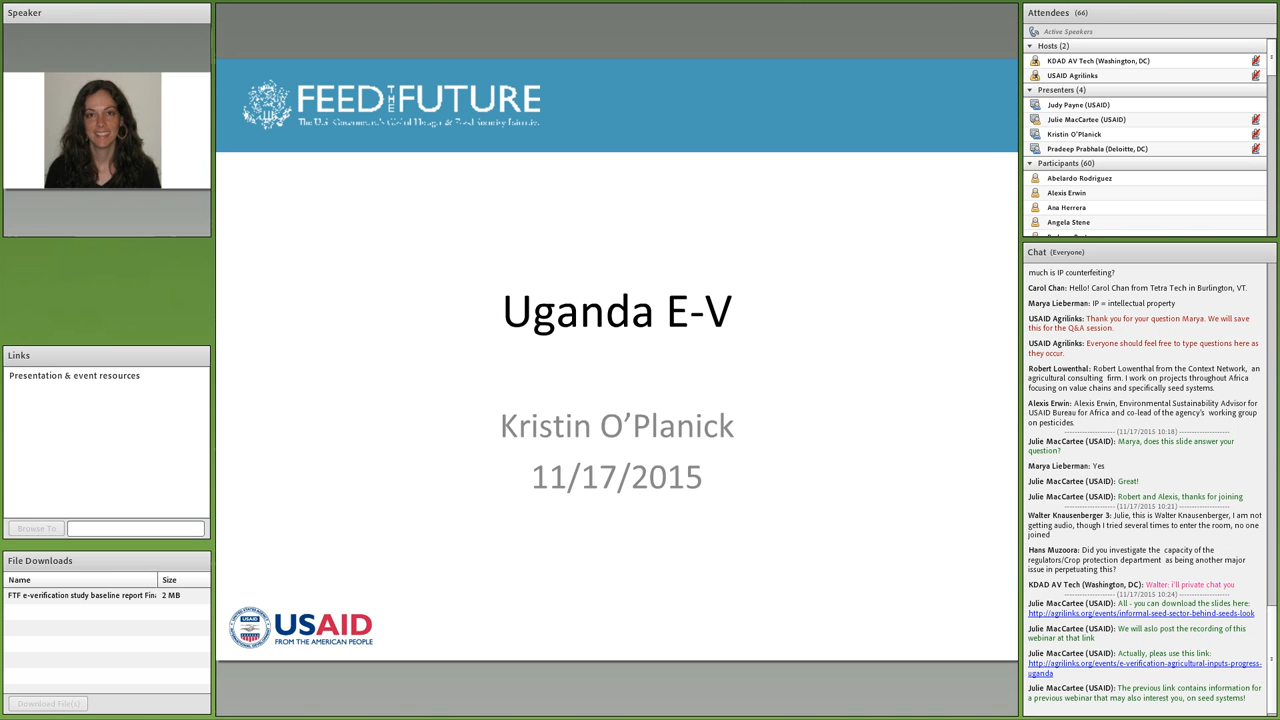 Speaker
FEED THE FUTURE
The U.S. Government's Global Hunger & Food Security Initiative
Uganda E-V
Kristin O'Planick
11/17/2015
USAID
FROM THE AMERICAN PEOPLE
Links
Presentation & event resources
Browse To
File Downloads
Name Size
FTF e-verification study baseline report Fin 2 MB
Download File(s)
Attendees (66)
Active Speakers
Hosts (2)
KDAD AV Tech (Washington, DC)
USAID Agrilinks
Presenters (4)
Judy Payne (USAID)
Julie MacCartee (USAID)
Kristin O'Planick
Pradeep Prabhala (Deloitte, DC)
Participants (60)
Abelardo Rodriguez
Alexis Erwin
Ana Herrera
Angela Stene
Chat (Everyone)
much is IP counterfeiting?
Carol Chan: Hello! Carol Chan from Tetra Tech in Burlington, VT.
Marya Lieberman: IP = intellectual property
USAID Agrilinks: Thank you for your question Marya. We will save
this for the Q&A session.
USAID Agrilinks: Everyone should feel free to type questions here as
they occur.
Robert Lowenthal: Robert Lowenthal from the Context Network, an
agricultural consulting firm. I work on projects throughout Africa
focusing on value chains and specifically seed systems.
Alexis Erwin: Alexis Erwin, Environmental Sustainability Advisor for
USAID Bureau for Africa and co-lead of the agency's working group
on pesticides.
-------------------- (11/17/2015 10:18) --------------------
Julie MacCartee (USAID): Marya, does this slide answer your
question?
Marya Lieberman: Yes
Julie MacCartee (USAID): Great!
Julie MacCartee (USAID): Robert and Alexis, thanks for joining
-------------------- (11/17/2015 10:21) --------------------
Walter Knausenberger 3: Julie, this is Walter Knausenberger, I am not
getting audio, though I tried several times to enter the room, no one
joined
Hans Muzoora: Did you investigate the capacity of the
regulators/Crop protection department as being another major
issue in perpetuating this?
KDAD AV Tech (Washington, DC): Walter: i'll private chat you
-------------------- (11/17/2015 10:24) --------------------
Julie MacCartee (USAID): All - you can download the slides here:
http://agrilinks.org/events/informal-seed-sector-behind-seeds-look
Julie MacCartee (USAID): We will aslo post the recording of this
webinar at that link
Julie MacCartee (USAID): Actually, pleas use this link:
http://agrilinks.org/events/e-verification-agricultural-inputs-progress-
uganda
Julie MacCartee (USAID): The previous link contains information for
a previous webinar that may also interest you, on seed systems!